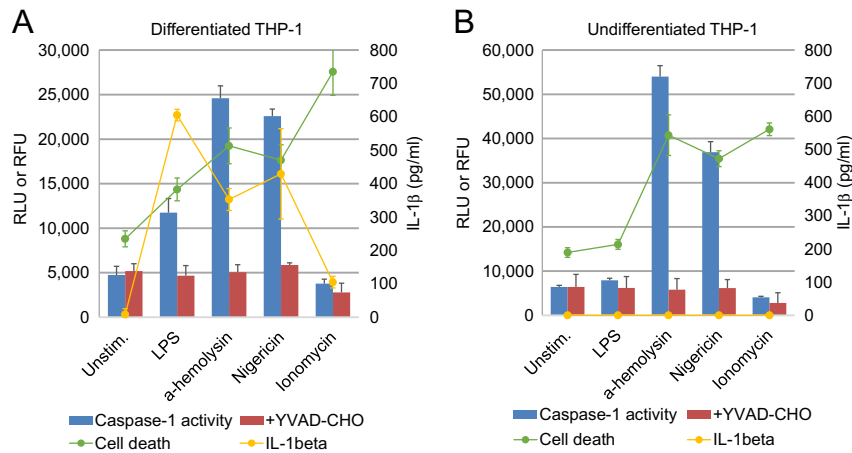 A
Differentiated THP-1
RLU or RFU
30,000
25,000
20,000
15,000
10,000
5,000
0
800
700
600
500
400
300
200
100
0
IL-1β (pg/ml)
Unstim.
LPS
a-hemolysin
Nigericin
Ionomycin
Caspase-1 activity
+YVAD-CHO
Cell death
IL-1beta
B
Undifferentiated THP-1
RLU or RFU
60,000
50,000
40,000
30,000
20,000
10,000
0
800
700
600
500
400
300
200
100
0
IL-1β (pg/ml)
Unstim.
LPS
a-hemolysin
Nigericin
Ionomycin
Caspase-1 activity
+YVAD-CHO
Cell death
IL-1beta